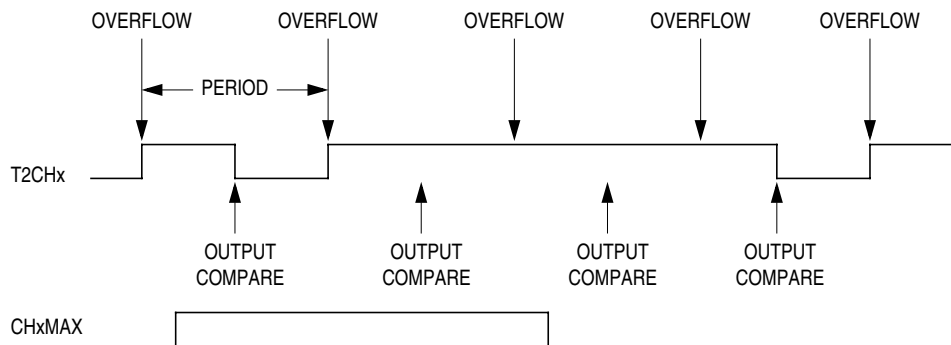 OVERFLOW OVERFLOW OVERFLOW OVERFLOW OVERFLOW
PERIOD
T2CHx
OUTPUT COMPARE
OUTPUT COMPARE
OUTPUT COMPARE
OUTPUT COMPARE
CHxMAX